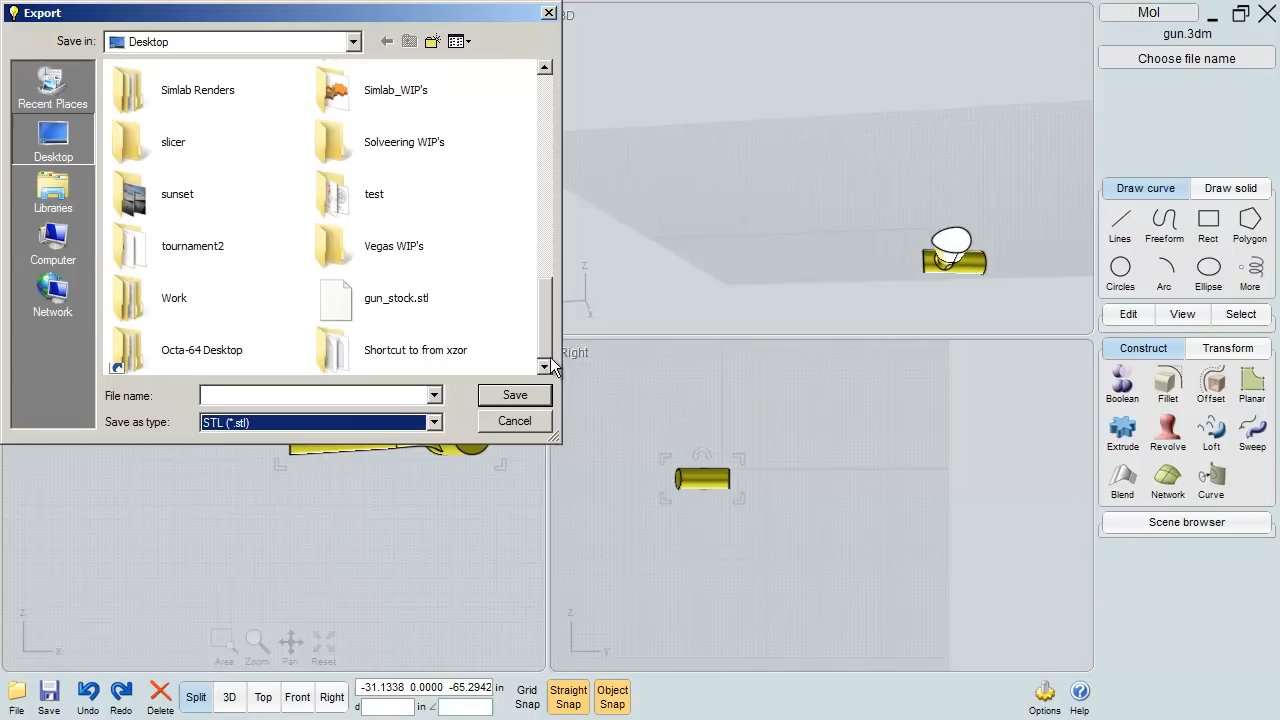 Export
Save in:
Desktop
Recent Places
Desktop
Libraries
Computer
Network
Simlab Renders
Simlab_WIP's
slicer
Solveering WIP's
sunset
test
tournament2
Vegas WIP's
Work
gun_stock.stl
Octa-64 Desktop
Shortcut to from xzor
File name:
Save
Save as type:
STL (*.stl)
Cancel
3D
z
x
Right
z
x
z
y
Area
Zoom
Pan
Reset
MoI
gun.3dm
Choose file name
Draw curve
Draw solid
Lines
Freeform
Rect
Polygon
Circles
Arc
Ellipse
More
Edit
View
Select
Construct
Transform
Boolean
Fillet
Offset
Planar
Extrude
Revolve
Loft
Sweep
Blend
Network
Curve
Scene browser
File
Save
Undo
Redo
Delete
Split
3D
Top
Front
Right
-31.1338 0.0000 -65.2942
in
d
in
∠
Grid
Snap
Straight
Snap
Object
Snap
Options
Help